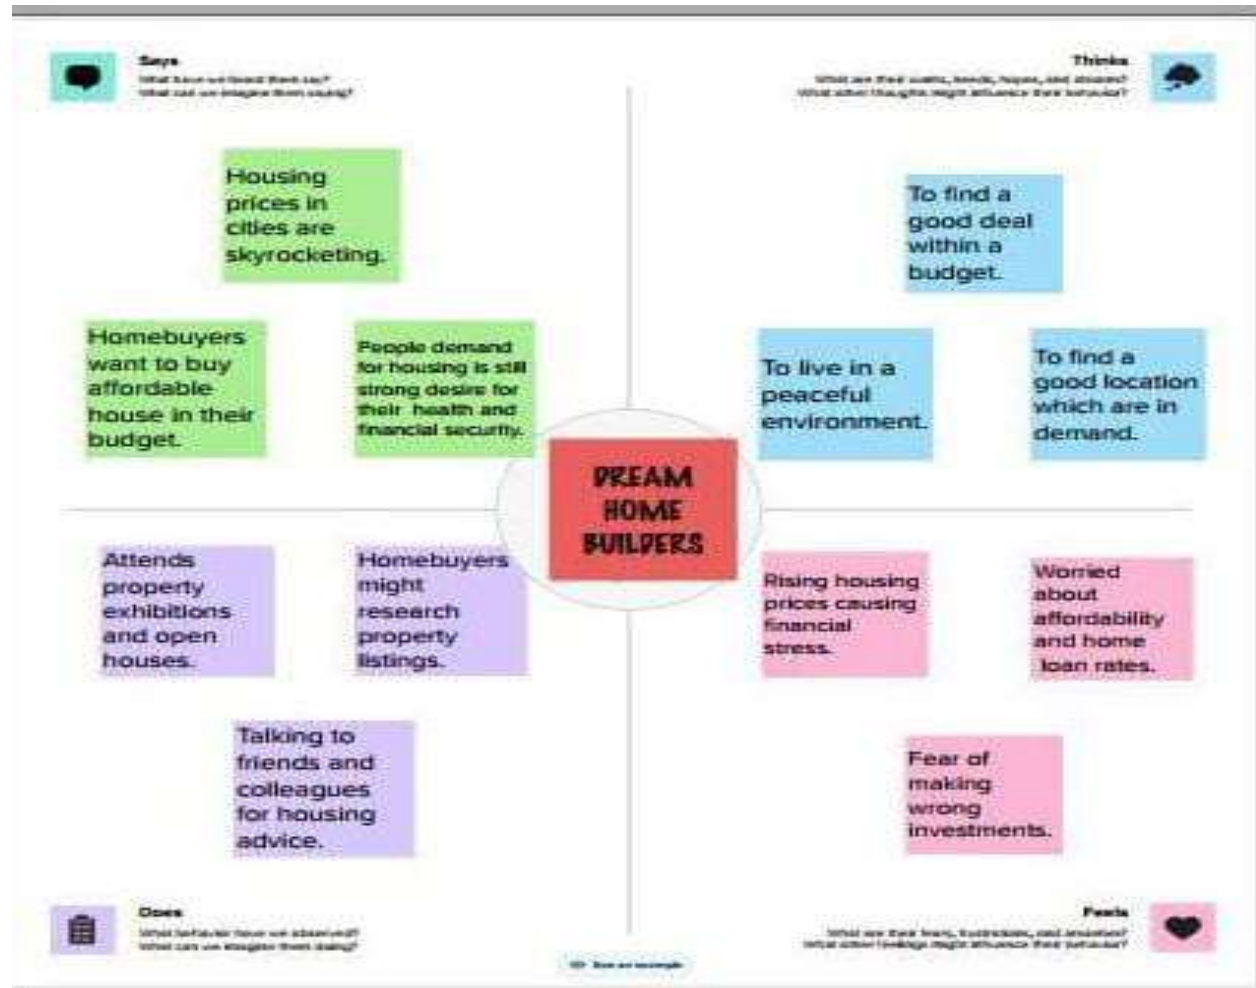 Says
What have we heard them say?
What can we imagine them saying?
Thinks
What are their wants, needs, hopes, and dreams?
What other thoughts might influence their behavior?
Housing
prices in
cities are
skyrocketing.
Homebuyers
want to buy
affordable
house in their
budget.
People demand
for housing is still
strong desire for
their health and
financial security.
To find a
good deal
within a
budget.
To live in a
peaceful
environment.
To find a
good location
which are in
demand.
DREAM
HOME
BUILDERS
Attends
property
exhibitions
and open
houses.
Homebuyers
might
research
property
listings.
Talking to
friends and
colleagues
for housing
advice.
Rising housing
prices causing
financial
stress.
Worried
about
affordability
and home
loan rates.
Fear of
making
wrong
investments.
Does
What behavior have we observed?
What can we imagine them doing?
Feels
What are their fears, frustrations, and anxieties?
What other feelings might influence their behavior?
See an example